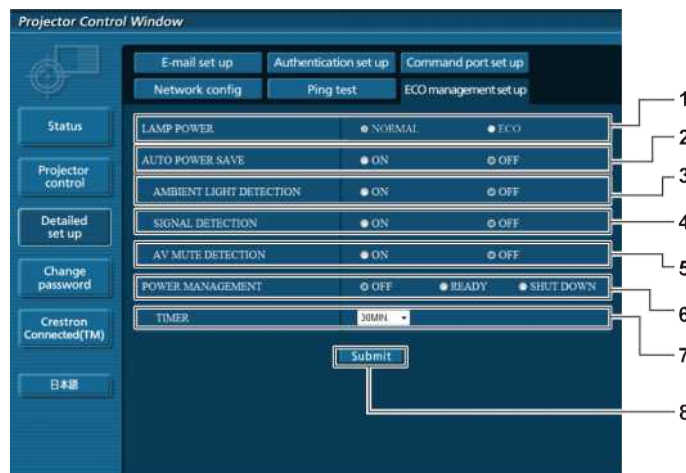 Projector Control Window
E-mail set up Authentication set up Command port set up
Network config Ping test ECO management set up
Status
Projector
control
Detailed
set up
Change
password
Crestron
Connected(TM)
日本語
LAMP POWER NORMAL ECO 1
AUTO POWER SAVE ON OFF 2
AMBIENT LIGHT DETECTION ON OFF 3
SIGNAL DETECTION ON OFF 4
AV MUTE DETECTION ON OFF 5
POWER MANAGEMENT OFF READY SHUT DOWN 6
TIMER 30MIN. 7
Submit 8